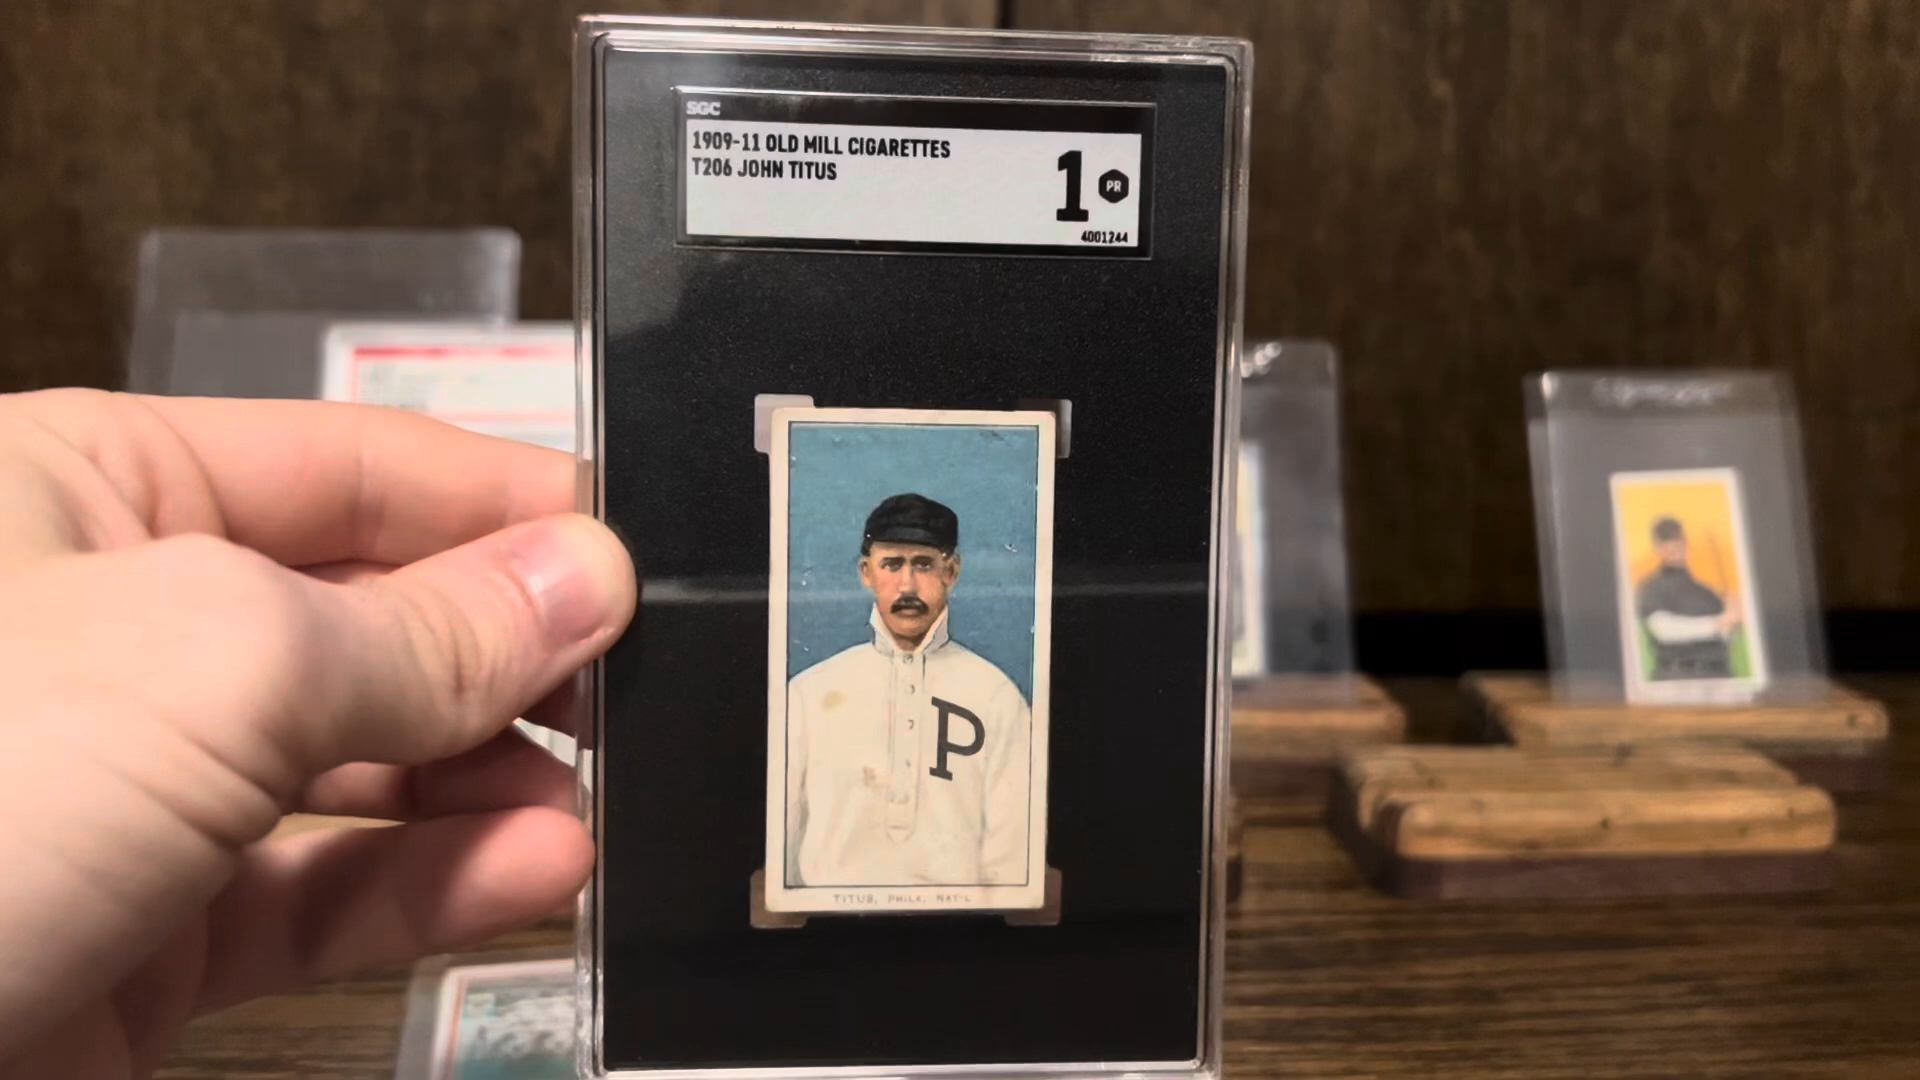 SGC
1909-11 OLD MILL CIGARETTES
T206 JOHN TITUS
1 PR
4001244
P
TITUS, PHILA. NAT'L